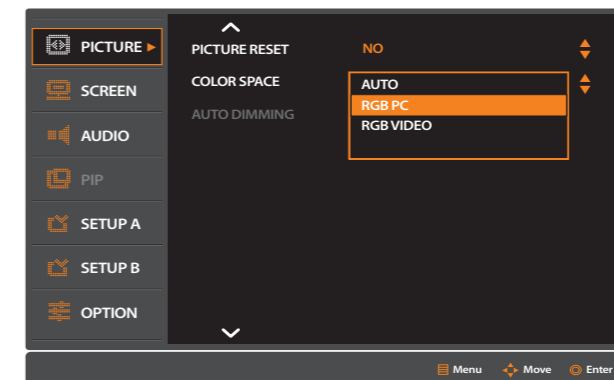 PICTURE
SCREEN
AUDIO
PIP
SETUP A
SETUP B
OPTION
PICTURE RESET NO
COLOR SPACE
AUTO DIMMING
AUTO
RGB PC
RGB VIDEO
Menu Move Enter